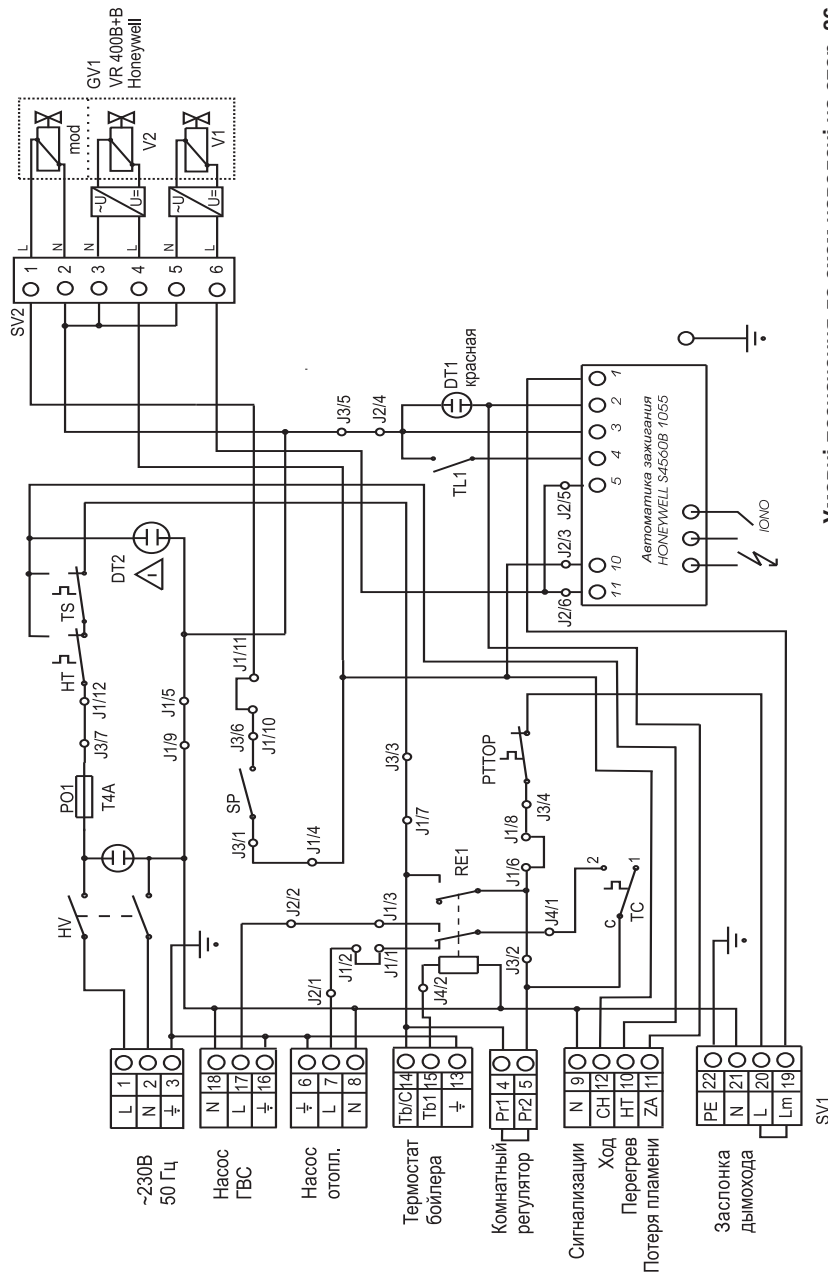 ~230В
50 Гц
L 1
N 2
3
Насос
ГВС
N 18
L 17
16
Насос
отопл.
6
L 7
N 8
Термостат
бойлера
Tb/C 14
Tb1 15
13
Комнатный
регулятор
Pr1 4
Pr2 5
Сигнализации
Ход
Перегрев
Потеря пламени
N 9
CH 12
HT 10
ZA 11
Заслонка
дымохода
PE 22
N 21
L 20
Lm 19
SV1
HV
PO1
T4A
J3/7
J1/12
HT
TS
J1/9
J1/5
DT2
J3/1
SP
J3/6
J1/10
J1/11
J1/4
J1/7
J3/3
J2/2
J1/3
J2/1
J1/2
J1/1
J4/2
RE1
J4/1
J3/2
J1/6
J1/8
J3/4
PTTOP
C
TC
2
1
SV2
1
2
3
4
5
6
L
N
N
L
N
L
~U
U=
~U
U=
mod
V2
V1
GV1
VR 400B+B
Honeywell
J3/5
J2/4
TL1
DT1
красная
J2/6
J2/3
J2/5
11
10
5
4
3
2
1
Автоматика зажигания
HONEYWELL S4560B 1055
IONO